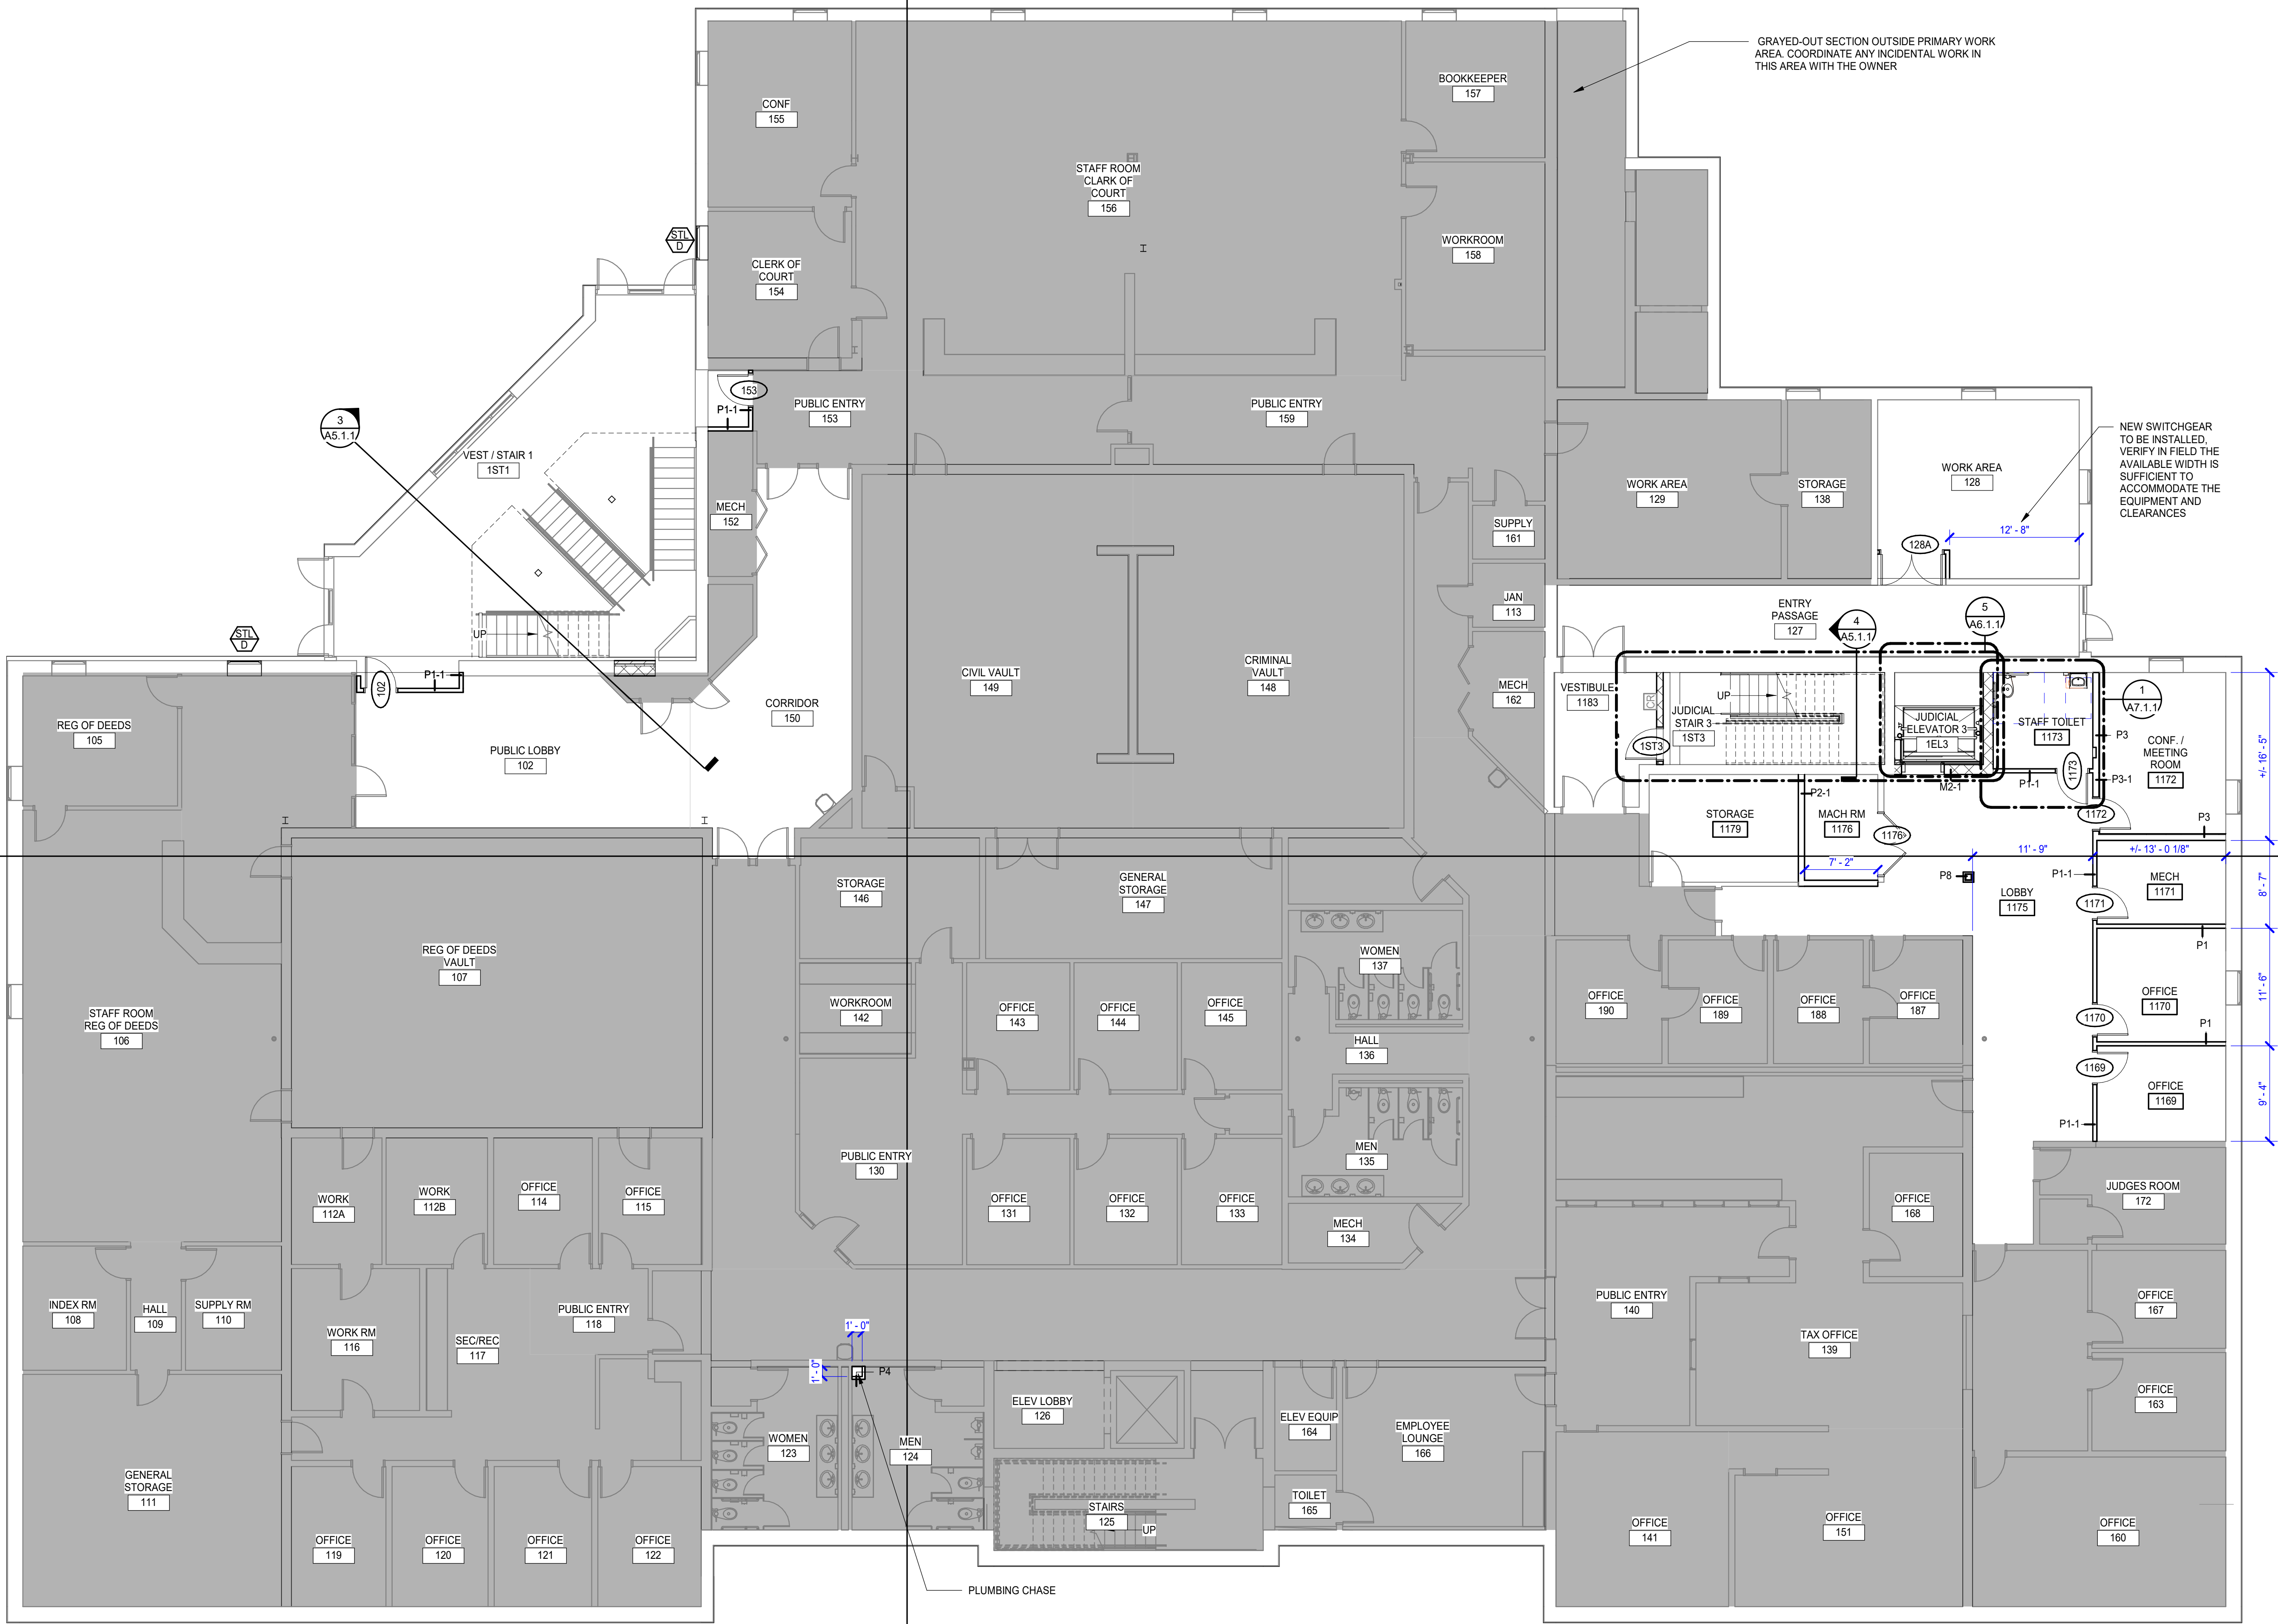 GRAYED-OUT SECTION OUTSIDE PRIMARY WORK
AREA. COORDINATE ANY INCIDENTAL WORK IN
THIS AREA WITH THE OWNER
BOOKKEEPER
157
CONF
155
STAFF ROOM
CLARK OF
COURT
156
STL
D
WORKROOM
158
CLERK OF
COURT
154
153
P1-1
PUBLIC ENTRY
153
PUBLIC ENTRY
159
3
A5.1.1
VEST / STAIR 1
1ST1
NEW SWITCHGEAR
TO BE INSTALLED,
VERIFY IN FIELD THE
AVAILABLE WIDTH IS
SUFFICIENT TO
ACCOMMODATE THE
EQUIPMENT AND
CLEARANCES
WORK AREA
128
WORK AREA
129
STORAGE
138
MECH
152
SUPPLY
161
12' - 8"
128A
JAN
113
ENTRY
PASSAGE
127
4
A5.1.1
5
A6.1.1
UP
STL
D
CIVIL VAULT
149
CRIMINAL
VAULT
148
MECH
162
VESTIBULE
1183
CR
UP
JUDICIAL
STAIR 3
1ST3
1ST3
JUDICIAL
ELEVATOR 3
1EL3
STAFF TOILET
1173
1
A7.1.1
P3
CONF. /
MEETING
ROOM
1172
+/- 16' - 5"
102
P1-1
REG OF DEEDS
105
PUBLIC LOBBY
102
CORRIDOR
150
1173
P3-1
P1-1
M2-1
P2-1
STORAGE
1179
MACH RM
1176
1176
1172
P3
7' - 2"
11' - 9"
+/- 13' - 0 1/8"
P8
LOBBY
1175
P1-1
MECH
1171
1171
8' - 7"
STORAGE
146
GENERAL
STORAGE
147
REG OF DEEDS
VAULT
107
WOMEN
137
P1
OFFICE
190
OFFICE
189
OFFICE
188
OFFICE
187
OFFICE
1170
1170
11' - 6"
STAFF ROOM
REG OF DEEDS
106
WORKROOM
142
OFFICE
143
OFFICE
144
OFFICE
145
HALL
136
P1
1169
OFFICE
1169
9' - 4"
P1-1
MEN
135
PUBLIC ENTRY
130
WORK
112A
WORK
112B
OFFICE
114
OFFICE
115
OFFICE
131
OFFICE
132
OFFICE
133
MECH
134
OFFICE
168
JUDGES ROOM
172
INDEX RM
108
HALL
109
SUPPLY RM
110
PUBLIC ENTRY
118
WORK RM
116
SEC/REC
117
PUBLIC ENTRY
140
TAX OFFICE
139
OFFICE
167
1' - 0"
1' - 0"
P4
OFFICE
163
ELEV LOBBY
126
ELEV EQUIP
164
EMPLOYEE
LOUNGE
166
WOMEN
123
MEN
124
GENERAL
STORAGE
111
TOILET
165
STAIRS
125
UP
OFFICE
119
OFFICE
120
OFFICE
121
OFFICE
122
OFFICE
141
OFFICE
151
OFFICE
160
PLUMBING CHASE